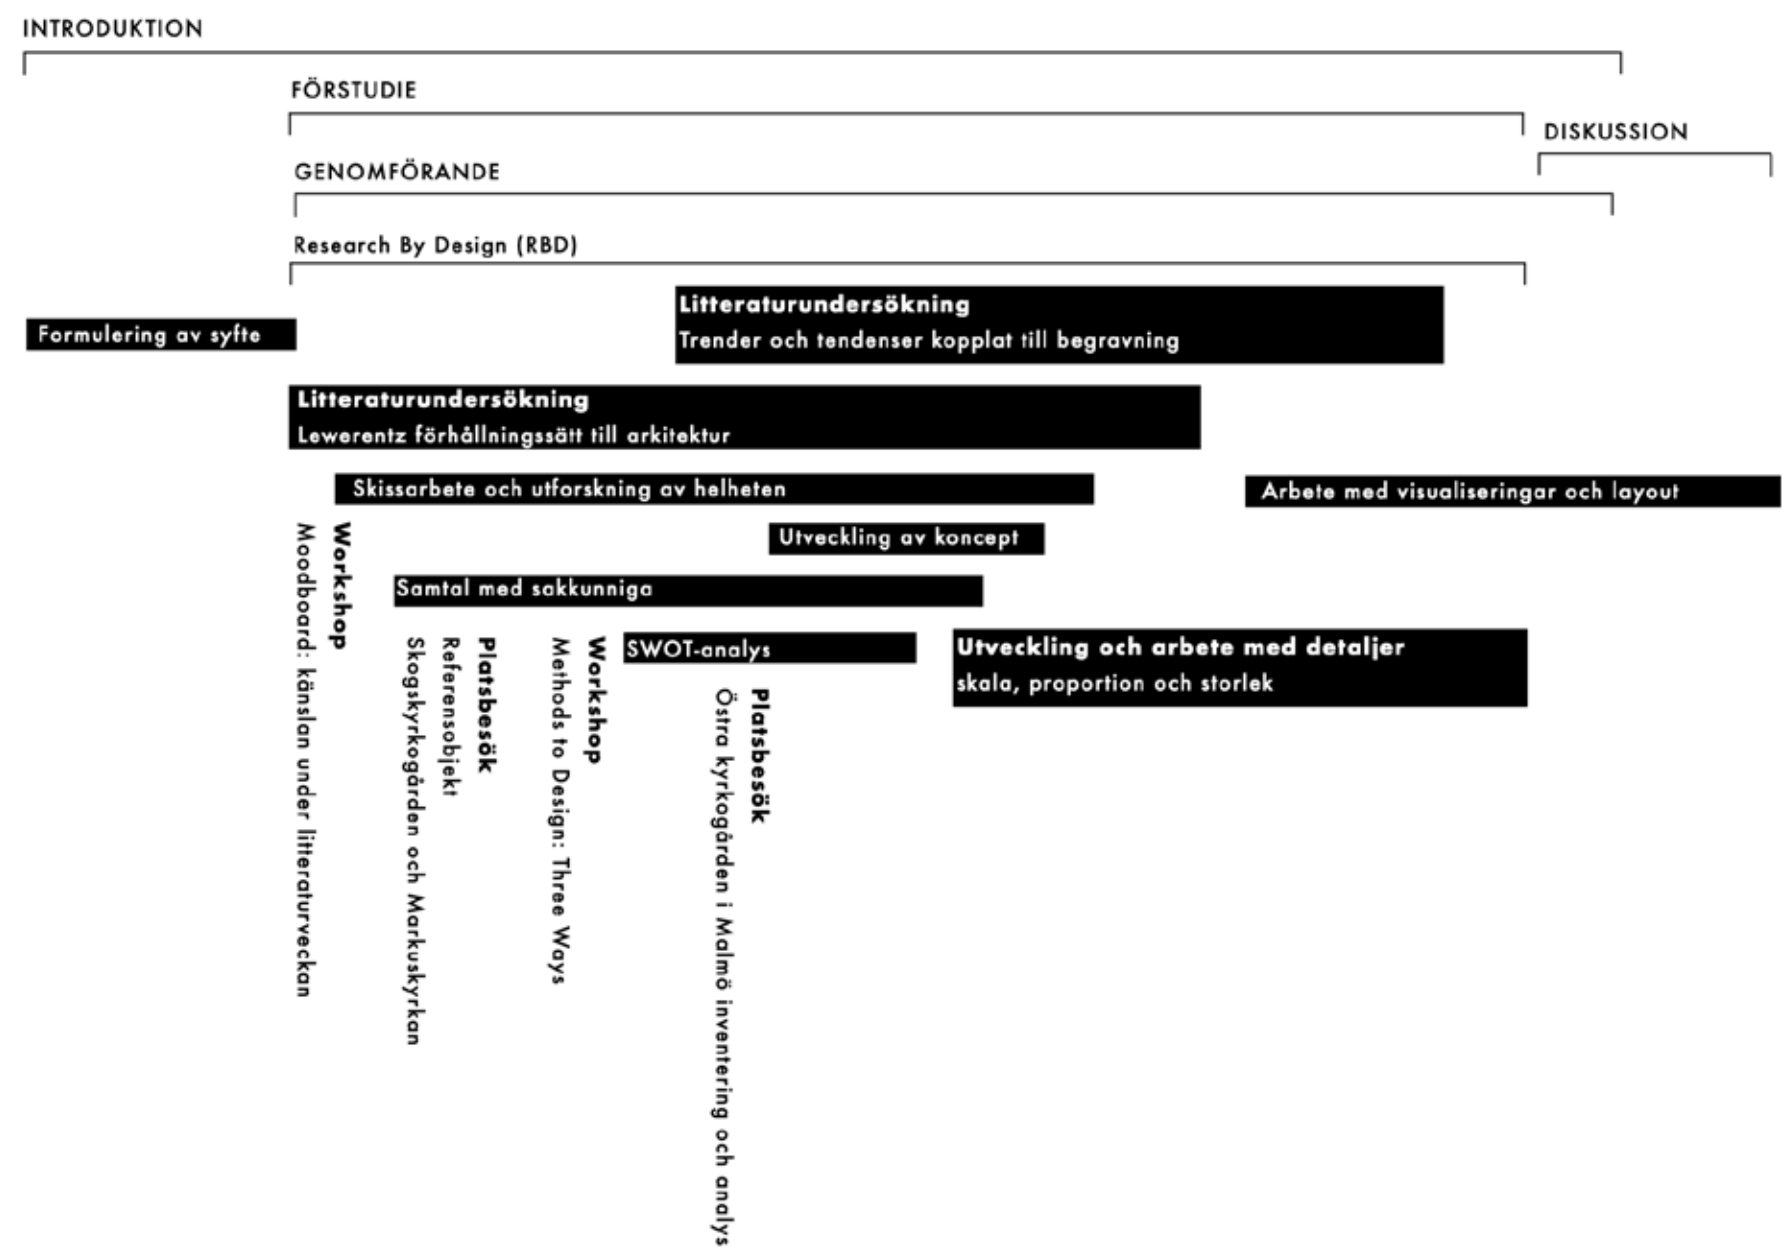 INTRODUKTION
FÖRSTUDIE
DISKUSSION
GENOMFÖRANDE
Research By Design (RBD)
Litteraturundersökning
Trender och tendenser kopplat till begravning
Formulering av syfte
Litteraturundersökning
Lewerentz förhållningssätt till arkitektur
Skissarbete och utforskning av helheten
Arbete med visualiseringar och layout
Workshop
Moodboard: känslan under litteraturveckan
Utveckling av koncept
Samtal med sakkunniga
Platsbesök
Referensobjekt
Skogskyrkogården och Markuskyrkan
Workshop
Methods to Design: Three Ways
SWOT-analys
Utveckling och arbete med detaljer
skala, proportion och storlek
Platsbesök
Östra kyrkogården i Malmö inventering och analys